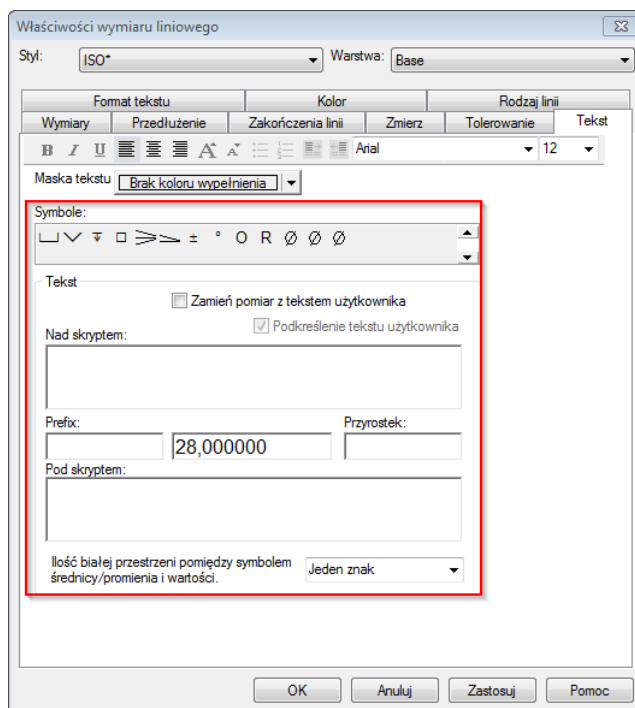 Właściwości wymiaru liniowego
Styl: ISO* Warstwa: Base
Format tekstu Kolor Rodzaj linii
Wymiary Przedłużenie Zakończenia linii Zmierz Tolerowanie Tekst
B I U A A Arial 12
Maska tekstu Brak koloru wypełnienia
Symbole:
± ° O R Ø Ø Ø
Tekst
Zamień pomiar z tekstem użytkownika
Podkreślenie tekstu użytkownika
Nad skryptem:
Prefix: Przyrostek:
28,000000
Pod skryptem:
Ilość białej przestrzeni pomiędzy symbolem
średnicy/promienia i wartości. Jeden znak
OK Anuluj Zastosuj Pomoc